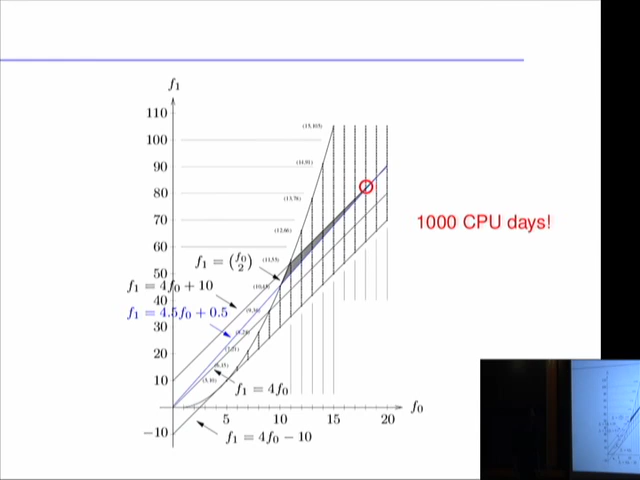 f₁
110
100
90
80
70
60
50
40
30
20
10
−10
(15,105)
(14,91)
(13,78)
(12,66)
(11,55)
(10,45)
(9,36)
(8,28)
(7,21)
(6,15)
(5,10)
1000 CPU days!
f₁ = (f₀ 2)
f₁ = 4f₀ + 10
f₁ = 4.5f₀ + 0.5
f₁ = 4f₀
f₁ = 4f₀ − 10
5 10 15 20 f₀